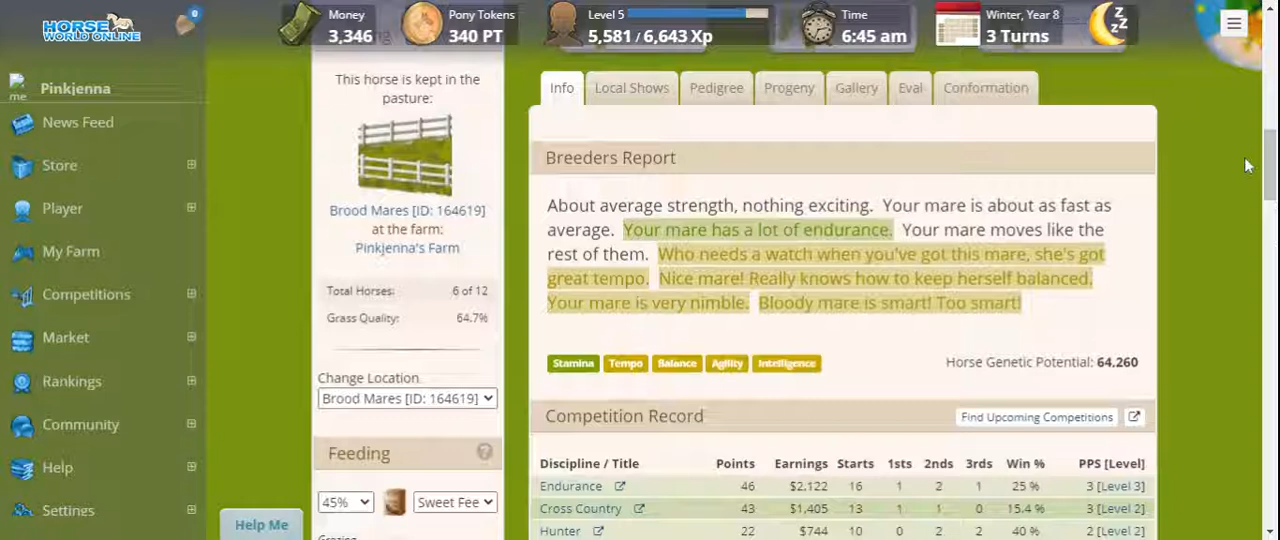 HORSE
WORLD ONLINE
0
Money
3,346
Pony Tokens
340 PT
Level 5
5,581 / 6,643 Xp
Time
6:45 am
Winter, Year 8
3 Turns
Z Z Z
me
Pinkjenna
News Feed
Store
Player
My Farm
Competitions
Market
Rankings
Community
Help
Settings
Help Me
This horse is kept in the
pasture:
Brood Mares [ID: 164619]
at the farm:
Pinkjenna's Farm
Total Horses: 6 of 12
Grass Quality: 64.7%
Change Location
Brood Mares [ID: 164619]
Feeding ?
45% Sweet Fee
Grazing
Info Local Shows Pedigree Progeny Gallery Eval Conformation
Breeders Report
About average strength, nothing exciting. Your mare is about as fast as
average. Your mare has a lot of endurance. Your mare moves like the
rest of them. Who needs a watch when you've got this mare, she's got
great tempo. Nice mare! Really knows how to keep herself balanced.
Your mare is very nimble. Bloody mare is smart! Too smart!
Stamina Tempo Balance Agility Intelligence Horse Genetic Potential: 64,260
Competition Record Find Upcoming Competitions
Discipline / Title Points Earnings Starts 1sts 2nds 3rds Win % PPS [Level]
Endurance 46 $2,122 16 1 2 1 25 % 3 [Level 3]
Cross Country 43 $1,405 13 1 1 0 15.4 % 3 [Level 2]
Hunter 22 $744 10 0 2 2 40 % 2 [Level 2]